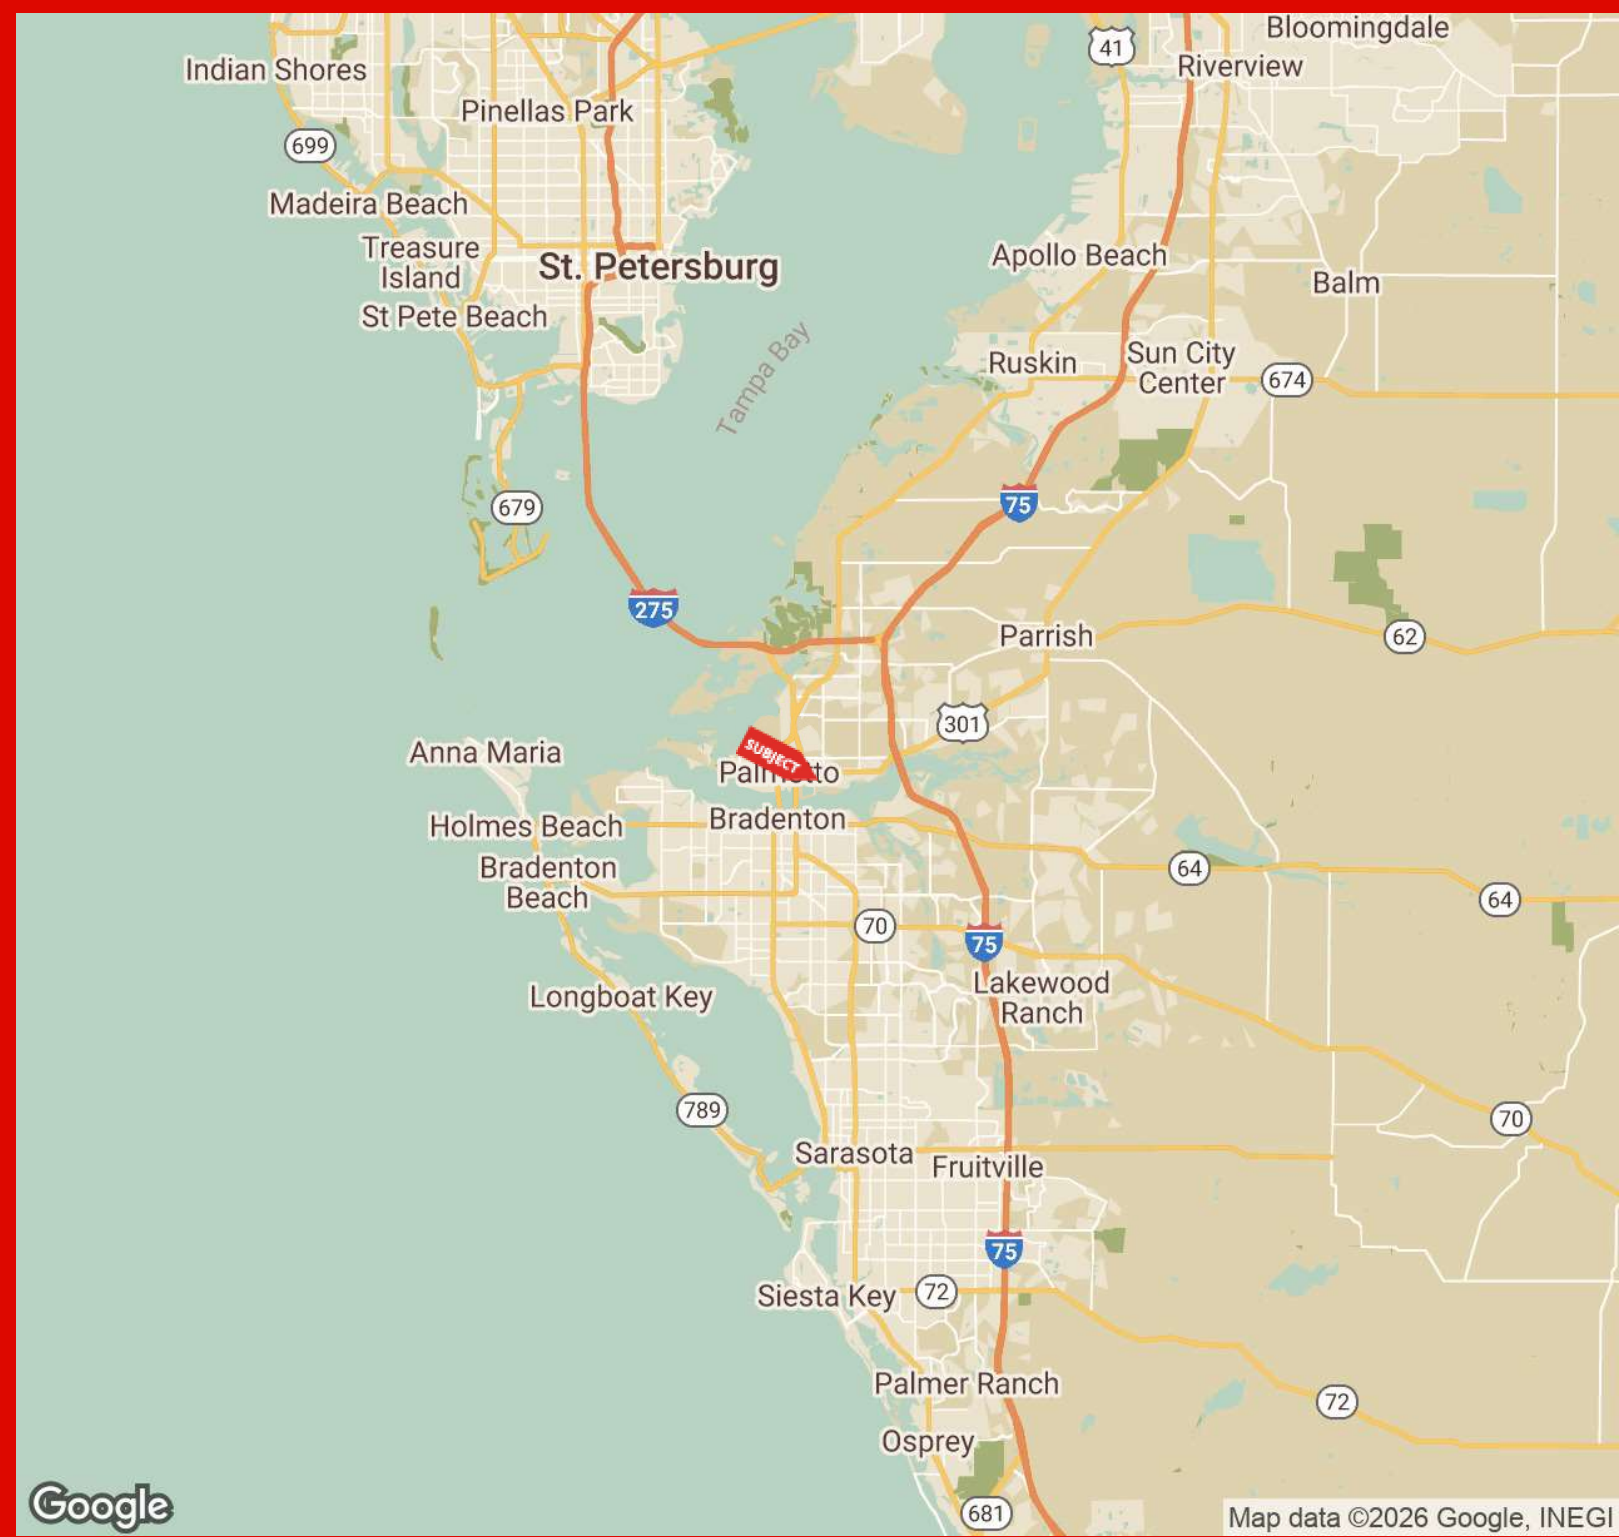 Bloomingdale
41
Indian Shores
Riverview
Pinellas Park
699
Madeira Beach
Treasure
Island
St. Petersburg
Apollo Beach
Balm
St Pete Beach
Tampa Bay
Ruskin
Sun City
Center
674
75
679
275
Parrish
62
301
SUBJECT
Anna Maria
Palmetto
Bradenton
Holmes Beach
Bradenton
Beach
64
64
70
75
Lakewood
Ranch
Longboat Key
789
70
Sarasota
Fruitville
75
Siesta Key
72
Palmer Ranch
72
Osprey
681
Google
Map data ©2026 Google, INEGI